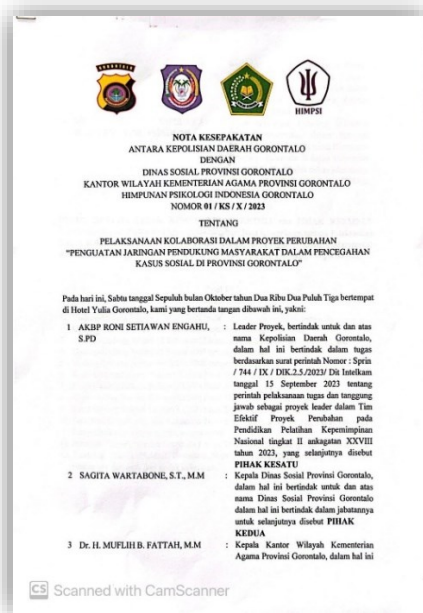 HIMPSI
NOTA KESEPAKATAN
ANTARA KEPOLISIAN DAERAH GORONTALO
DENGAN
DINAS SOSIAL PROVINSI GORONTALO
KANTOR WILAYAH KEMENTERIAN AGAMA PROVINSI GORONTALO
HIMPUNAN PSIKOLOGI INDONESIA GORONTALO
NOMOR 01 / KS / X / 2023
TENTANG
PELAKSANAAN KOLABORASI DALAM PROYEK PERUBAHAN
"PENGUATAN JARINGAN PENDUKUNG MASYARAKAT DALAM PENCEGAHAN
KASUS SOSIAL DI PROVINSI GORONTALO"
Pada hari ini, Sabtu tanggal Sepuluh bulan Oktober tahun Dua Ribu Dua Puluh Tiga bertempat
di Hotel Yulia Gorontalo, kami yang bertanda tangan dibawah ini, yakni:
1 AKBP RONI SETIAWAN ENGAHU,
S.PD
: Leader Proyek, bertindak untuk dan atas
nama Kepolisian Daerah Gorontalo,
dalam hal ini bertindak dalam tugas
berdasarkan surat perintah Nomor : Sprin
/ 744 / IX / DIK.2.5./2023/ Dit Intelkam
tanggal 15 September 2023 tentang
perintah pelaksanaan tugas dan tanggung
jawab sebagai proyek leader dalam Tim
Efektif Proyek Perubahan pada
Pendidikan Pelatihan Kepemimpinan
Nasional tingkat II ankagatan XXVIII
tahun 2023, yang selanjutnya disebut
PIHAK KESATU
2 SAGITA WARTABONE, S.T., M.M
: Kepala Dinas Sosial Provinsi Gorontalo,
dalam hal ini bertindak untuk dan atas
nama Dinas Sosial Provinsi Gorontalo
dalam hal ini bertindak dalam jabatannya
untuk selanjutnya disebut PIHAK
KEDUA
3 Dr. H. MUFLIH B. FATTAH, M.M
: Kepala Kantor Wilayah Kementerian
Agama Provinsi Gorontalo, dalam hal ini
CS Scanned with CamScanner